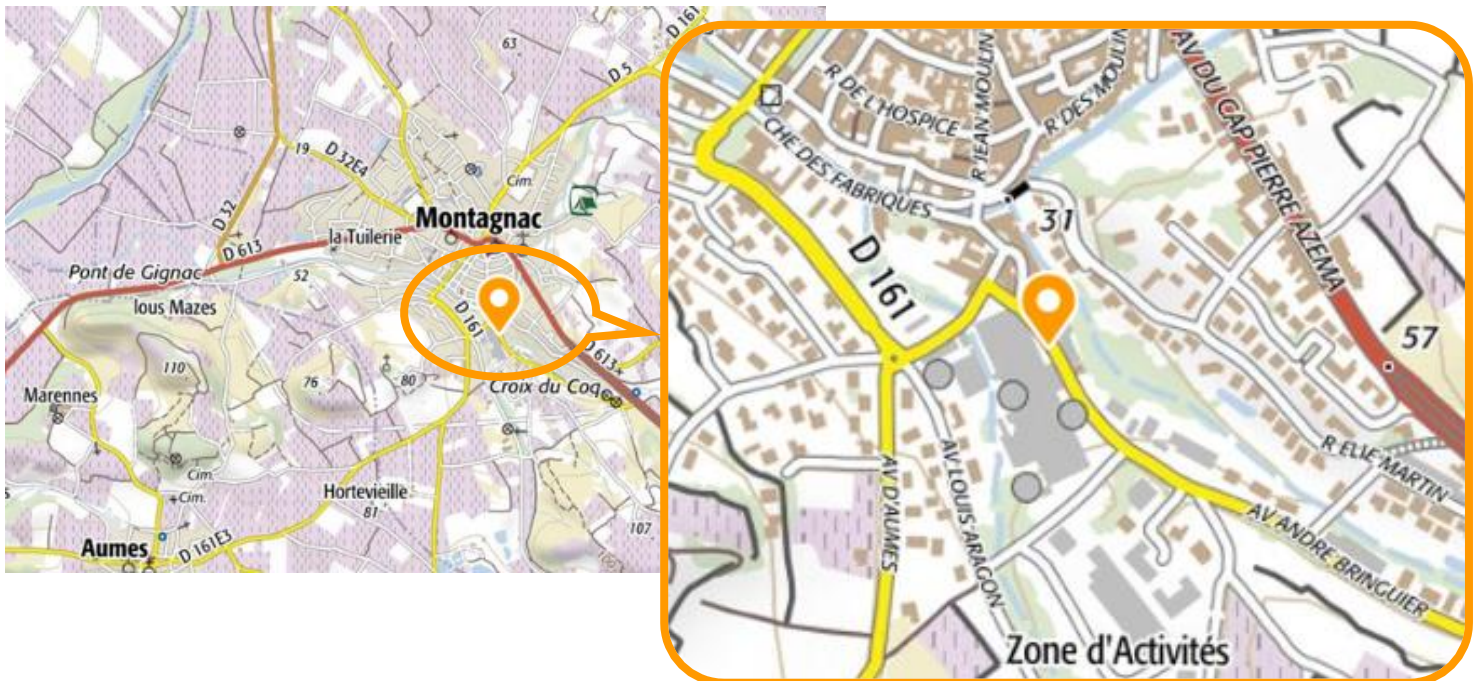 D 161
63
D 5
19
D 32E4
Cim.
D 32
Montagnac
la Tuilerie
D 613
Pont de Gignac
52
lous Mazes
D 161
D 613
110
76
80
Croix du Coq
Marennes
Cim.
Cim.
Hortevieille
81
107
Aumes
D 161E3
R DE L'HOSPICE
R JEAN MOULIN
R DES MOULIN
AV DU CAP PIERRE AZEMA
CHE DES FABRIQUES
31
D 161
57
R ELIE MARTIN
AV D'AUMES
AV LOUIS ARAGON
AV ANDRE BRINGUIER
Zone d'Activités